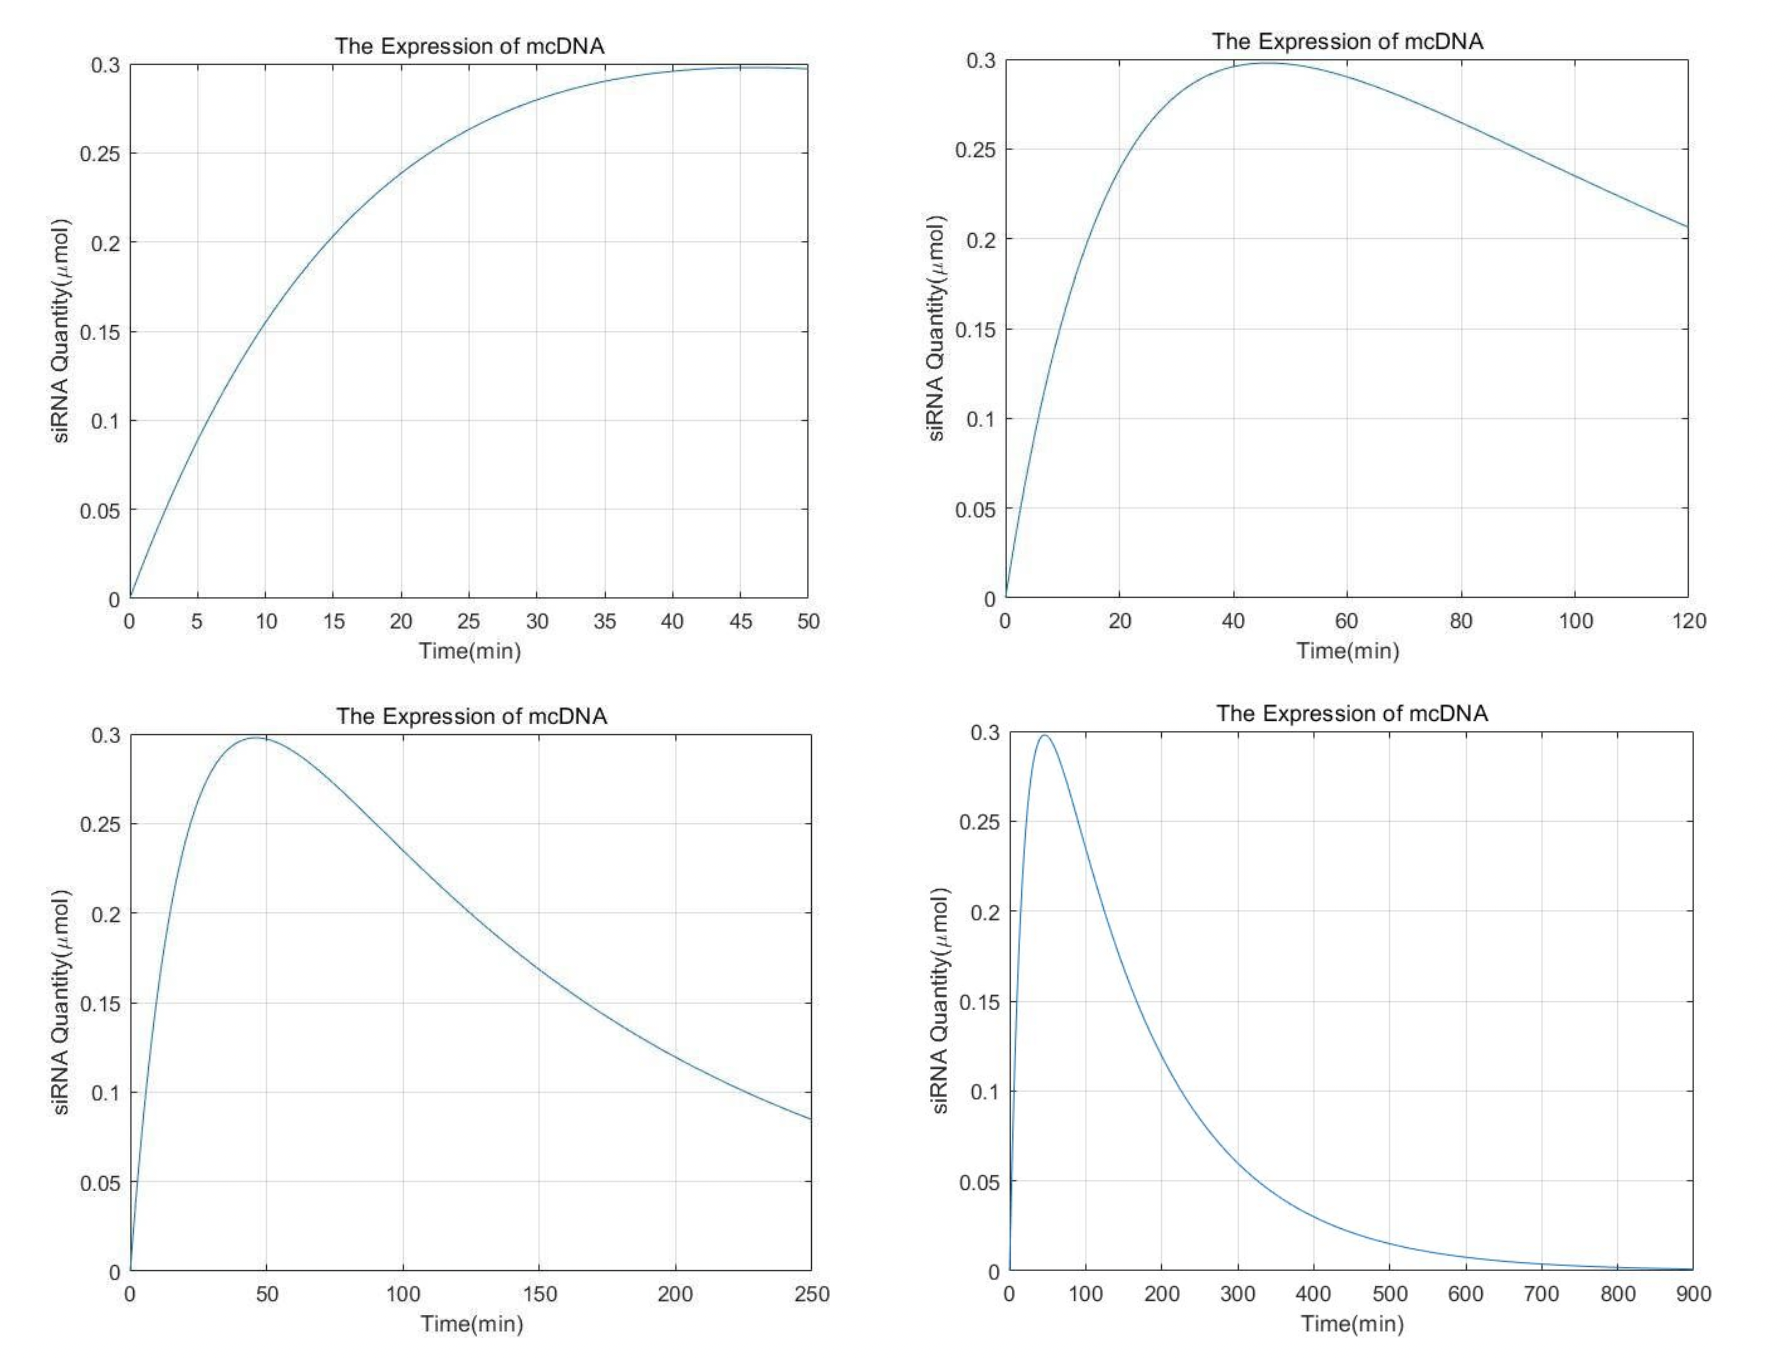 The Expression of mcDNA
0.3
0.25
0.2
0.15
0.1
0.05
0
siRNA Quantity(μmol)
0 5 10 15 20 25 30 35 40 45 50
Time(min)
The Expression of mcDNA
0.3
0.25
0.2
0.15
0.1
0.05
0
siRNA Quantity(μmol)
0 20 40 60 80 100 120
Time(min)
The Expression of mcDNA
0.3
0.25
0.2
0.15
0.1
0.05
0
siRNA Quantity(μmol)
0 50 100 150 200 250
Time(min)
The Expression of mcDNA
0.3
0.25
0.2
0.15
0.1
0.05
0
siRNA Quantity(μmol)
0 100 200 300 400 500 600 700 800 900
Time(min)